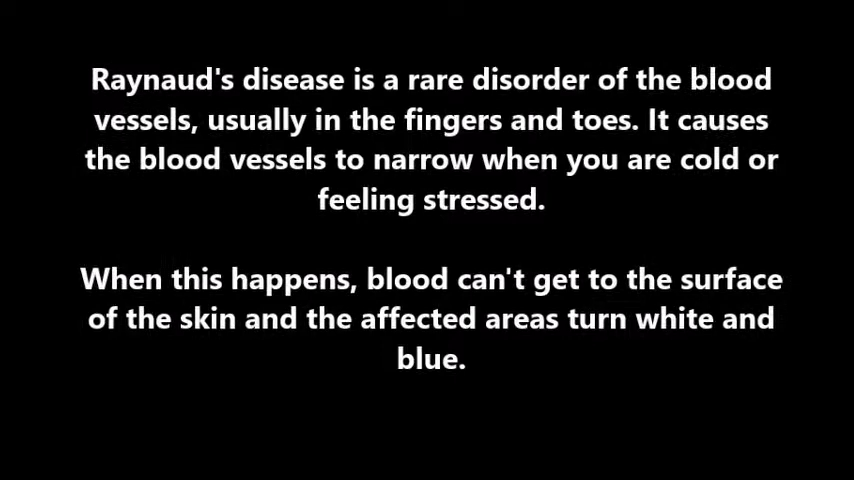 Raynaud's disease is a rare disorder of the blood
vessels, usually in the fingers and toes. It causes
the blood vessels to narrow when you are cold or
feeling stressed.
When this happens, blood can't get to the surface
of the skin and the affected areas turn white and
blue.